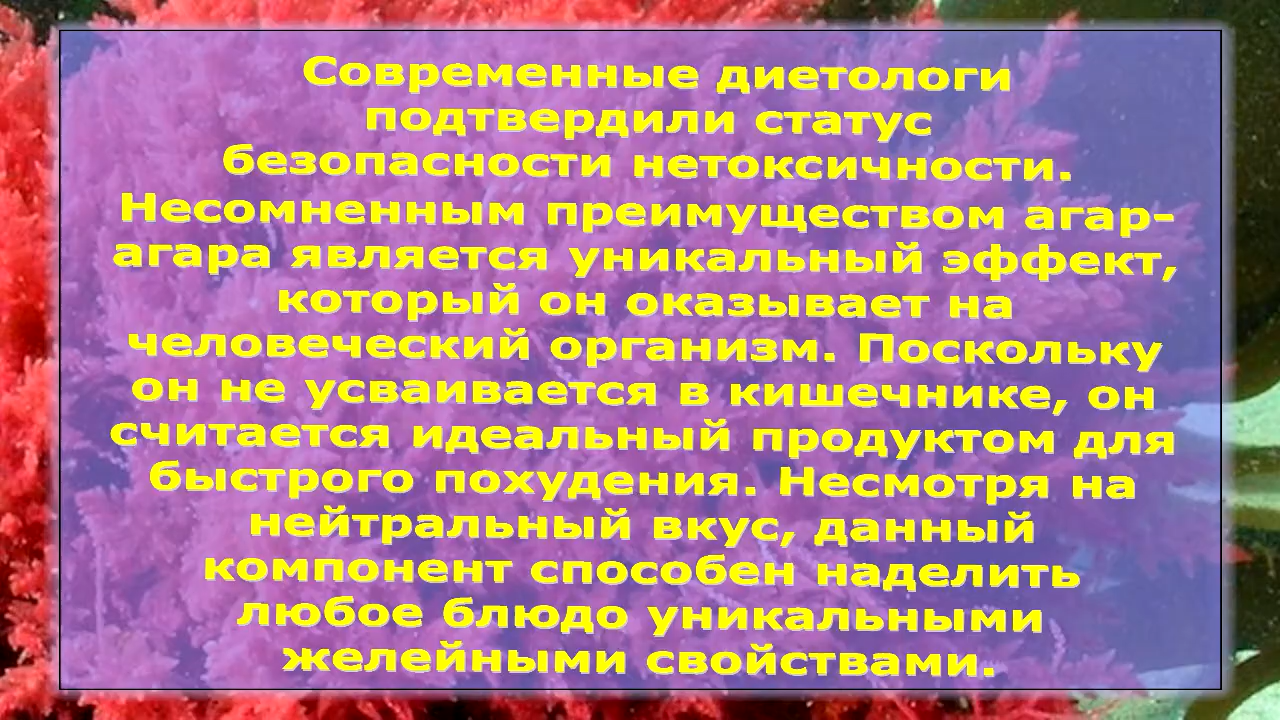 Современные диетологи
подтвердили статус
безопасности нетоксичности.
Несомненным преимуществом агар-
агара является уникальный эффект,
который он оказывает на
человеческий организм. Поскольку
он не усваивается в кишечнике, он
считается идеальный продуктом для
быстрого похудения. Несмотря на
нейтральный вкус, данный
компонент способен наделить
любое блюдо уникальными
желейными свойствами.